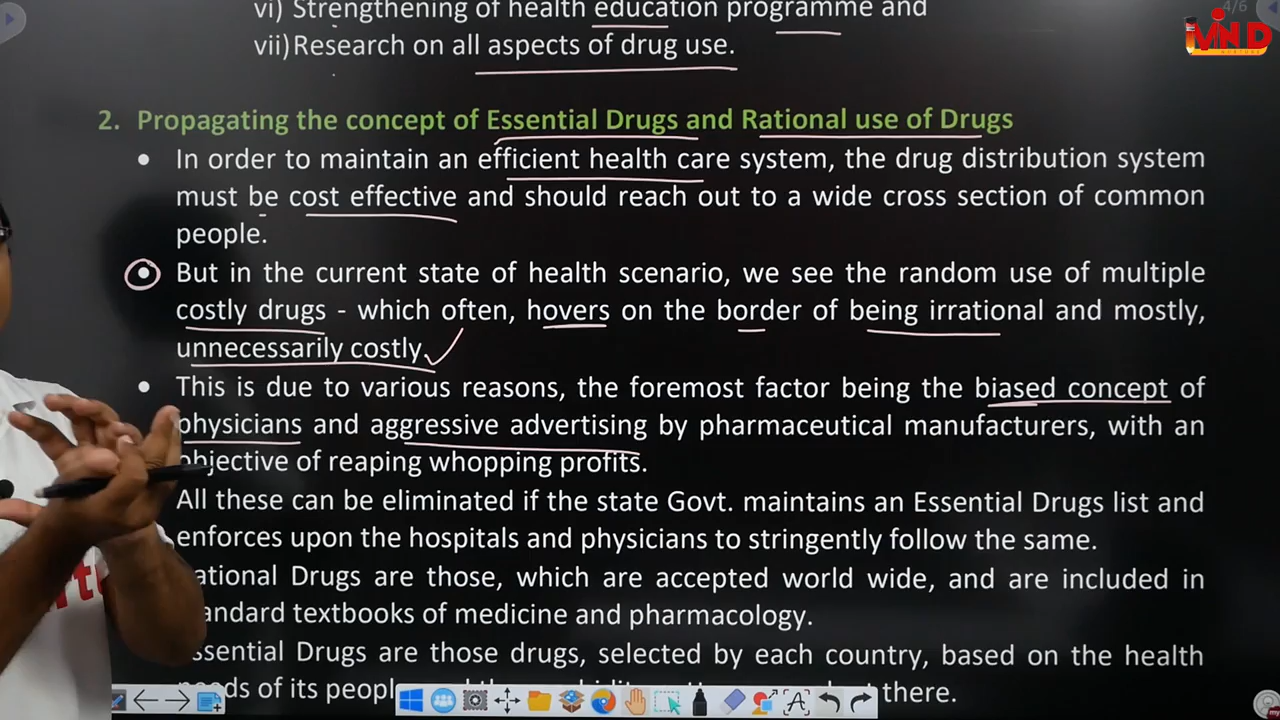 vi) Strengthening of health education programme and
4/6
MIND
vii) Research on all aspects of drug use.
2. Propagating the concept of Essential Drugs and Rational use of Drugs
• In order to maintain an efficient health care system, the drug distribution system
must be cost effective and should reach out to a wide cross section of common
people.
• But in the current state of health scenario, we see the random use of multiple
costly drugs - which often, hovers on the border of being irrational and mostly,
unnecessarily costly.
• This is due to various reasons, the foremost factor being the biased concept of
physicians and aggressive advertising by pharmaceutical manufacturers, with an
objective of reaping whopping profits.
All these can be eliminated if the state Govt. maintains an Essential Drugs list and
enforces upon the hospitals and physicians to stringently follow the same.
ational Drugs are those, which are accepted world wide, and are included in
andard textbooks of medicine and pharmacology.
ssential Drugs are those drugs, selected by each country, based on the health
ds of its peopl there.